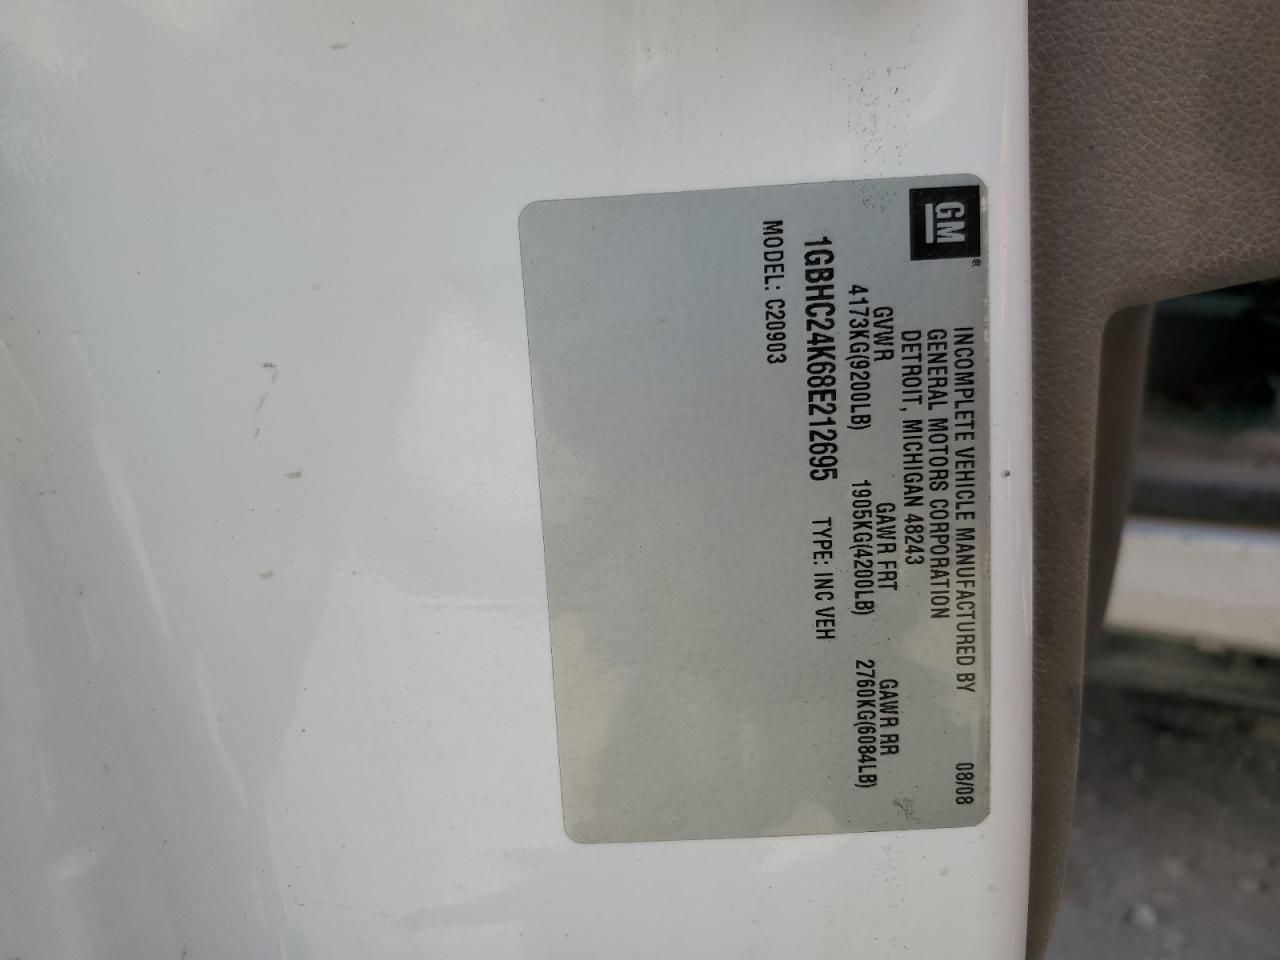 GM
INCOMPLETE VEHICLE MANUFACTURED BY 08/08
GENERAL MOTORS CORPORATION
DETROIT, MICHIGAN 48243
GVWR GAWR FRT GAWR RR
4173KG(9200LB) 1905KG(4200LB) 2760KG(6084LB)
1GBHC24K68E212695 TYPE: INC VEH
MODEL: C20903